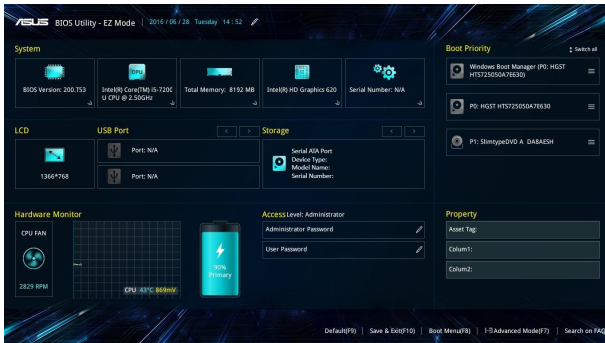 ASUS BIOS Utility - EZ Mode | 2016/06/28 Tuesday 14:52
System
BIOS Version: 200.T53
CPU
Intel(R) Core(TM) i5-7200
U CPU @ 2.50GHz
Total Memory: 8192 MB
Intel(R) HD Graphics 620
Serial Number: N/A
Boot Priority
Switch all
Windows Boot Manager (P0: HGST
HTS725050A7E630)
P0: HGST HTS725050A7E630
P1: SlimtypeDVD A DA8AESH
LCD
1366*768
USB Port
Port: N/A
Port: N/A
Storage
Serial ATA Port
Device Type:
Model Name:
Serial Number:
Hardware Monitor
CPU FAN
2829 RPM
CPU 43°C 869mV
90%
Primary
Access Level: Administrator
Administrator Password
User Password
Property
Asset Tag:
Colum1:
Colum2:
Default(F9) | Save & Exit(F10) | Boot Menu(F8) | Advanced Mode(F7) | Search on FAQ